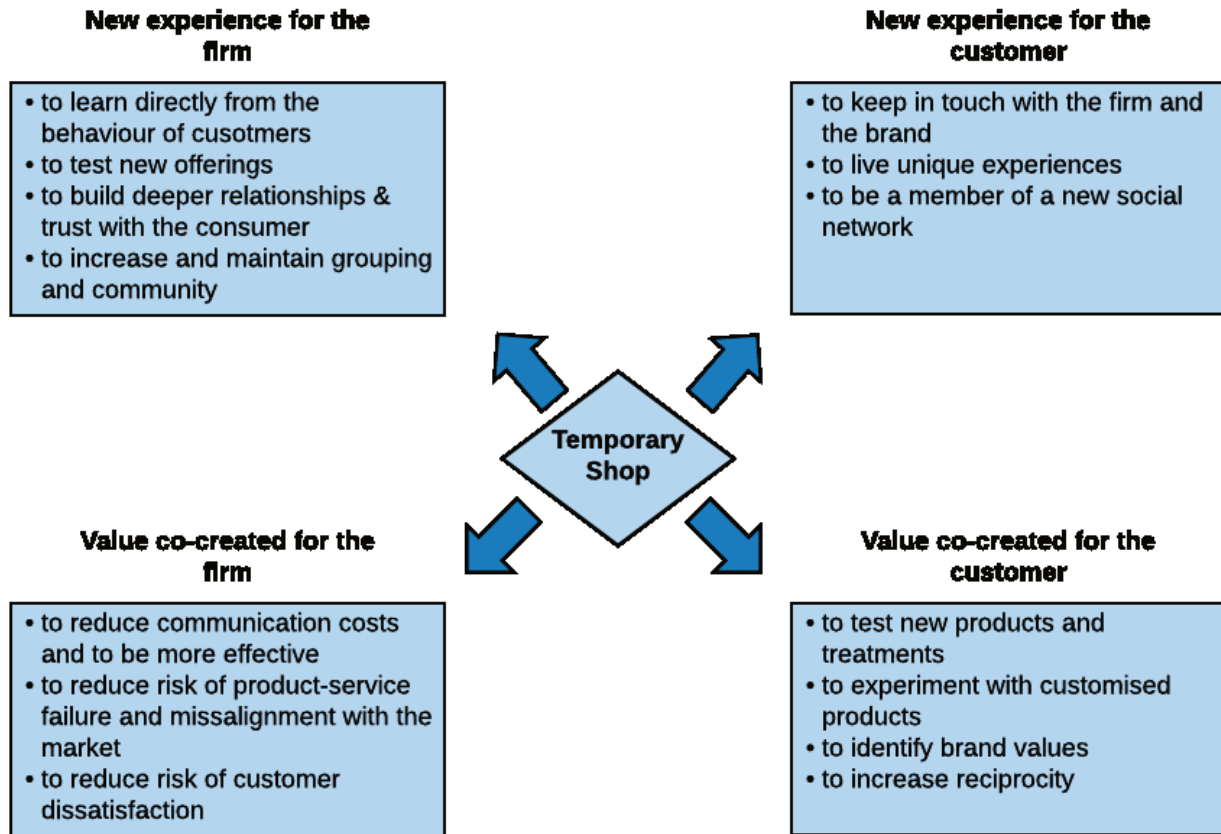 New experience for the
firm
• to learn directly from the
behaviour of cusotmers
• to test new offerings
• to build deeper relationships &
trust with the consumer
• to increase and maintain grouping
and community
New experience for the
customer
• to keep in touch with the firm and
the brand
• to live unique experiences
• to be a member of a new social
network
Temporary
Shop
Value co-created for the
firm
• to reduce communication costs
and to be more effective
• to reduce risk of product-service
failure and missalignment with the
market
• to reduce risk of customer
dissatisfaction
Value co-created for the
customer
• to test new products and
treatments
• to experiment with customised
products
• to identify brand values
• to increase reciprocity